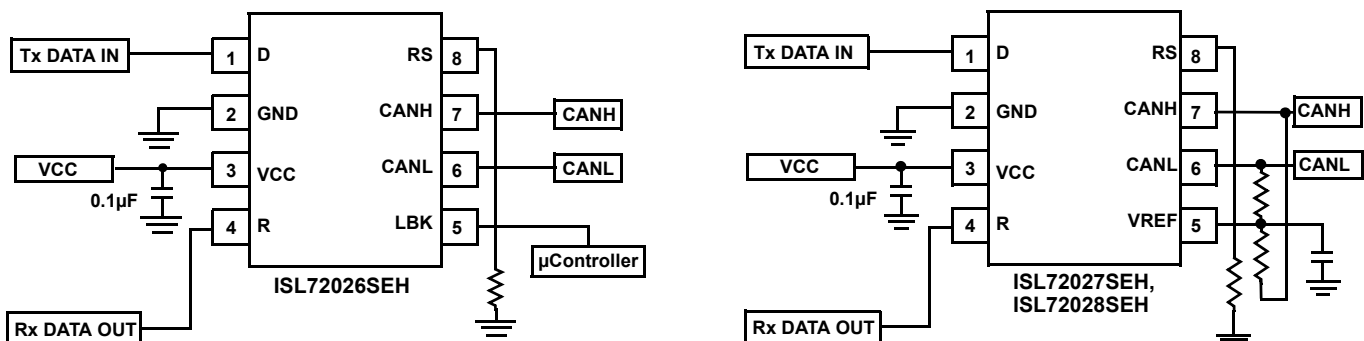 Tx DATA IN
1
D
RS
8
2
GND
CANH
7
CANH
VCC
3
VCC
CANL
6
CANL
0.1µF
4
R
LBK
5
µController
ISL72026SEH
Rx DATA OUT
Tx DATA IN
1
D
RS
8
2
GND
CANH
7
CANH
VCC
3
VCC
CANL
6
CANL
0.1µF
4
R
VREF
5
ISL72027SEH,
ISL72028SEH
Rx DATA OUT